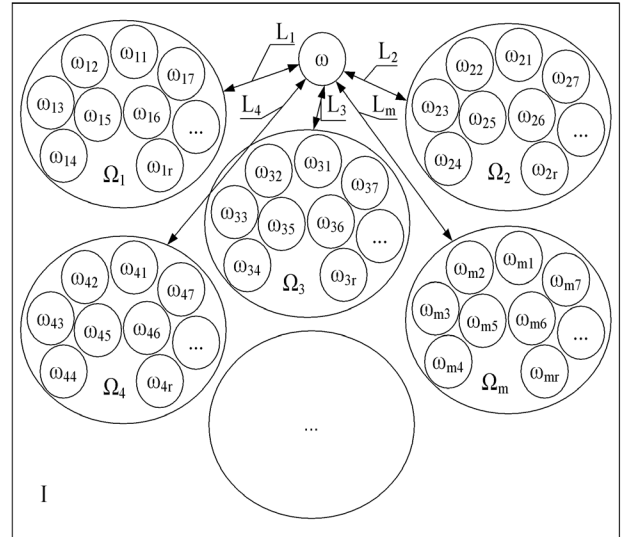 L₁
L₂
L₄
L₃
Lₘ
ω
ω₁₁
ω₁₂
ω₁₇
ω₁₃
ω₁₅
ω₁₆
...
ω₁₄
ω₁ᵣ
Ω₁
ω₂₁
ω₂₂
ω₂₇
ω₂₃
ω₂₅
ω₂₆
...
ω₂₄
ω₂ᵣ
Ω₂
ω₃₁
ω₃₂
ω₃₇
ω₃₃
ω₃₅
ω₃₆
...
ω₃₄
ω₃ᵣ
Ω₃
ω₄₁
ω₄₂
ω₄₇
ω₄₃
ω₄₅
ω₄₆
...
ω₄₄
ω₄ᵣ
Ω₄
ωₘ₁
ωₘ₂
ωₘ₇
ωₘ₃
ωₘ₅
ωₘ₆
...
ωₘ₄
ωₘᵣ
Ωₘ
...
I